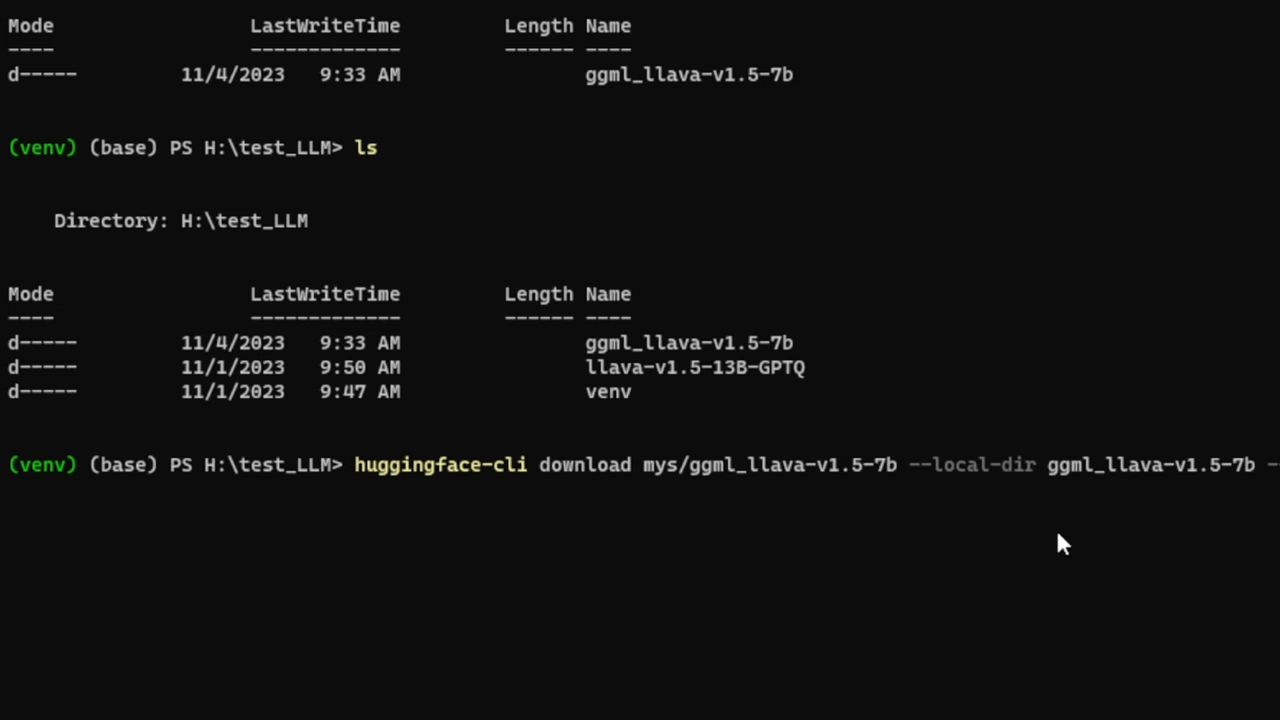 Mode LastWriteTime Length Name
---- ------------- ------ ----
d----- 11/4/2023 9:33 AM ggml_llava-v1.5-7b
(venv) (base) PS H:\test_LLM> ls
Directory: H:\test_LLM
Mode LastWriteTime Length Name
---- ------------- ------ ----
d----- 11/4/2023 9:33 AM ggml_llava-v1.5-7b
d----- 11/1/2023 9:50 AM llava-v1.5-13B-GPTQ
d----- 11/1/2023 9:47 AM venv
(venv) (base) PS H:\test_LLM> huggingface-cli download mys/ggml_llava-v1.5-7b --local-dir ggml_llava-v1.5-7b -